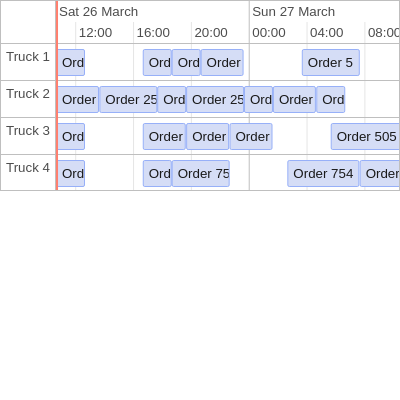 Sat 26 March Sun 27 March
12:00 16:00 20:00 00:00 04:00 08:00
Truck 1 Ord Ord Ord Order Order 5
Truck 2 Order Order 25 Ord Order 25 Ord Order Ord
Truck 3 Ord Order Order Order Order 505
Truck 4 Ord Ord Order 75 Order 754 Order